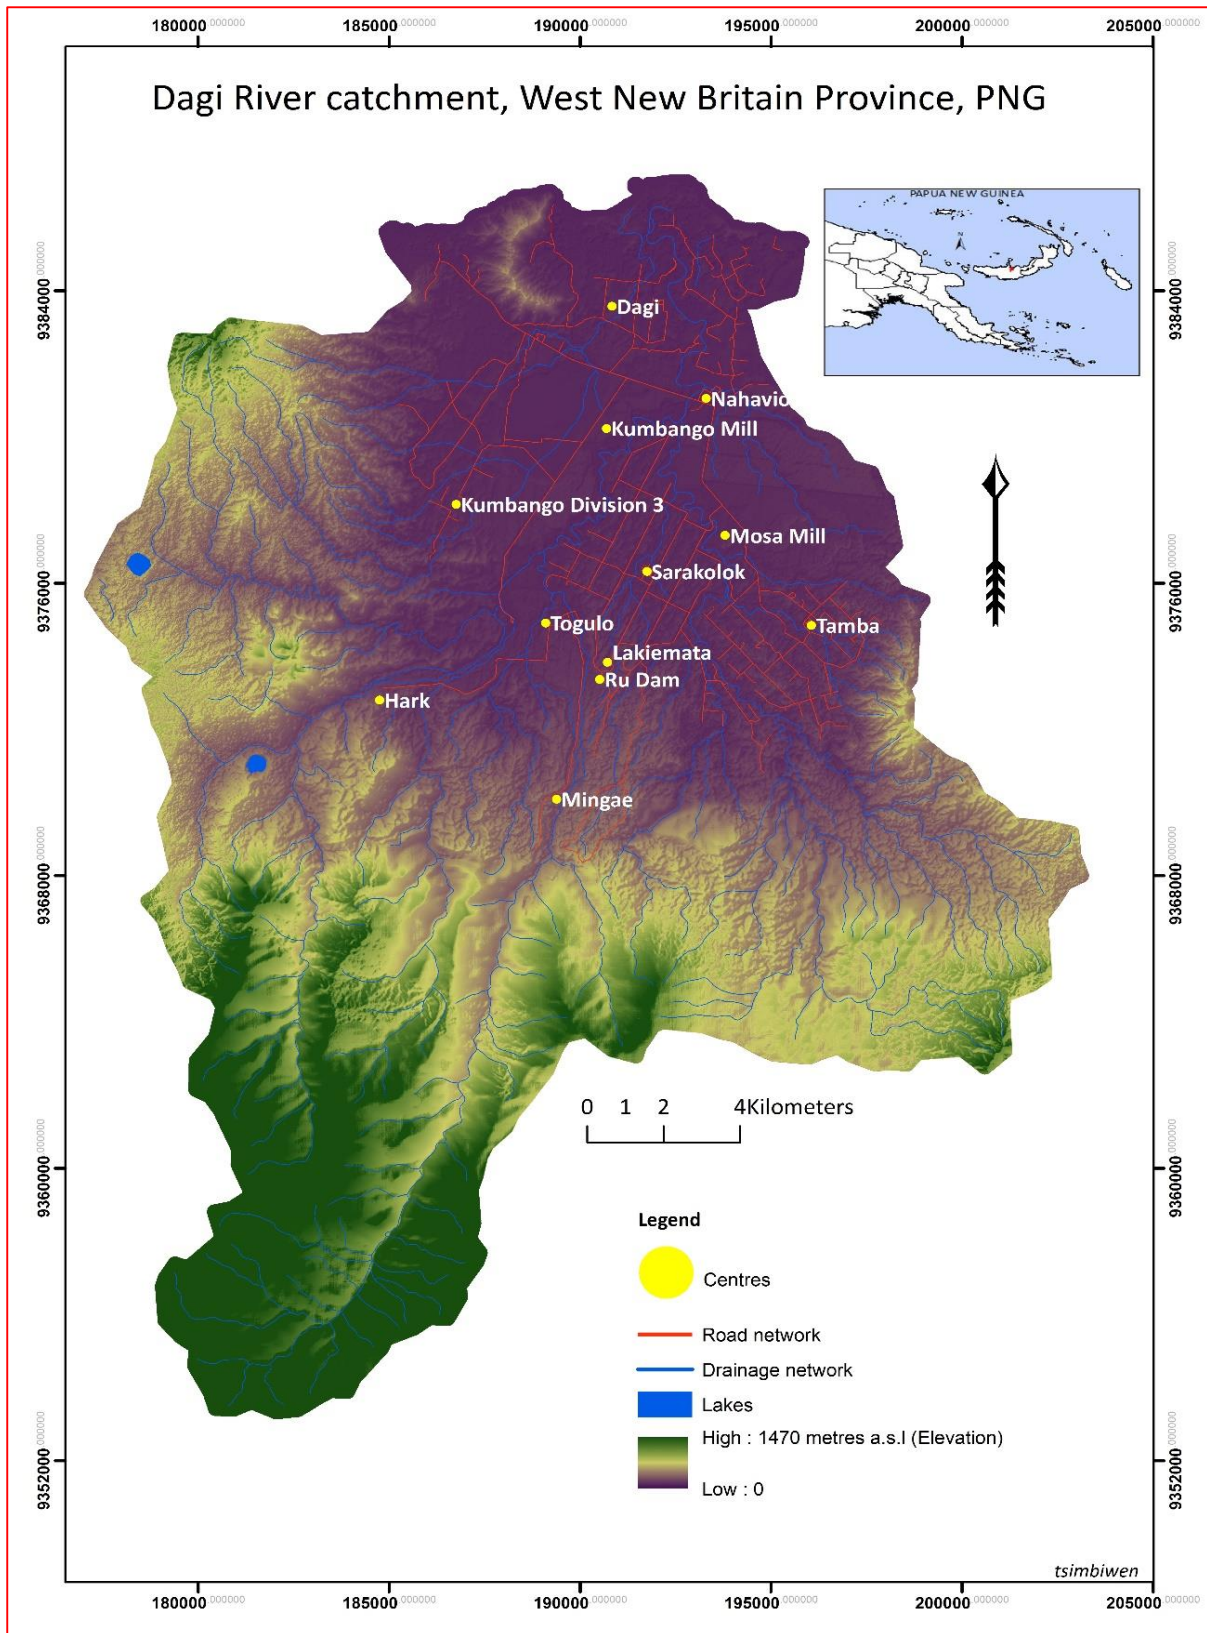 180000.000000 185000.000000 190000.000000 195000.000000 200000.000000 205000.000000
Dagi River catchment, West New Britain Province, PNG
PAPUA NEW GUINEA
N
9384000.000000 9384000.000000
Dagi
Nahavio
Kumbango Mill
Kumbango Division 3
Mosa Mill
Sarakolok
9376000.000000 9376000.000000
Togulo
Tamba
Lakiemata
Ru Dam
Hark
Mingae
9368000.000000 9368000.000000
0 1 2 4Kilometers
9360000.000000 9360000.000000
Legend
Centres
Road network
Drainage network
Lakes
High : 1470 metres a.s.l (Elevation)
9352000.000000 9352000.000000
Low : 0
tsimbiwen
180000.000000 185000.000000 190000.000000 195000.000000 200000.000000 205000.000000